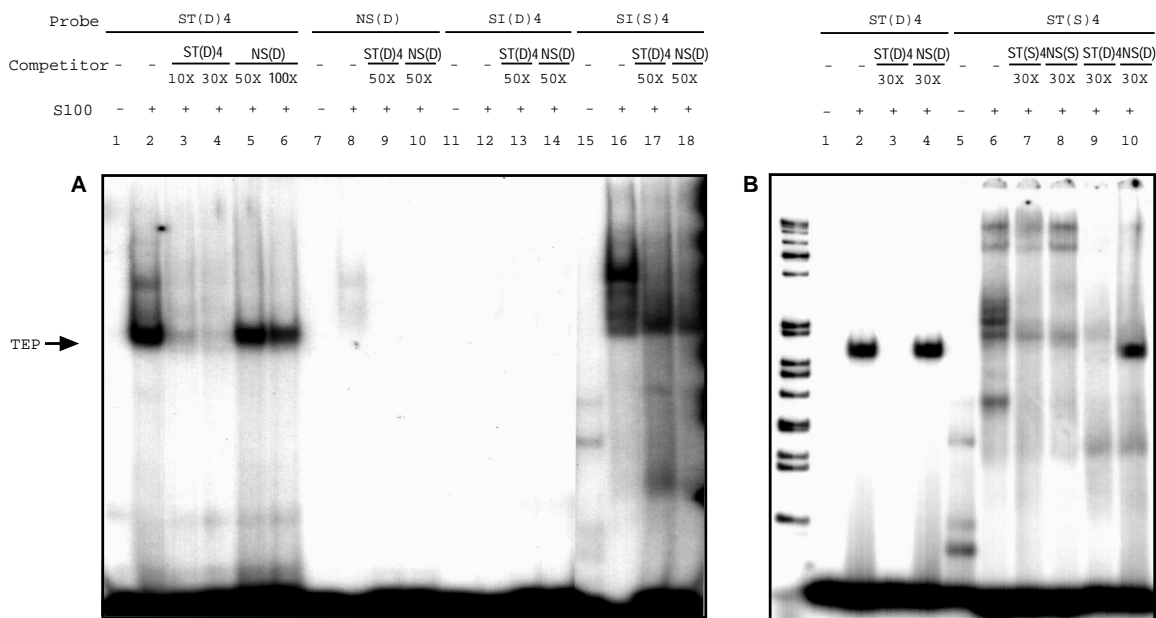 Probe ST(D)4 NS(D) SI(D)4 SI(S)4 ST(D)4 ST(S)4
Competitor - - ST(D)4 NS(D) - - ST(D)4 NS(D) - - ST(D)4 NS(D) - - ST(D)4 NS(D) - - ST(D)4 NS(D) - - ST(S)4 NS(S) ST(D)4 NS(D)
10X 30X 50X 100X 50X 50X 50X 50X 50X 50X 30X 30X 30X 30X 30X 30X
S100 - + + + + + - + + + - + + + - + + + - + + + - + + + + +
1 2 3 4 5 6 7 8 9 10 11 12 13 14 15 16 17 18 1 2 3 4 5 6 7 8 9 10
A B
TEP